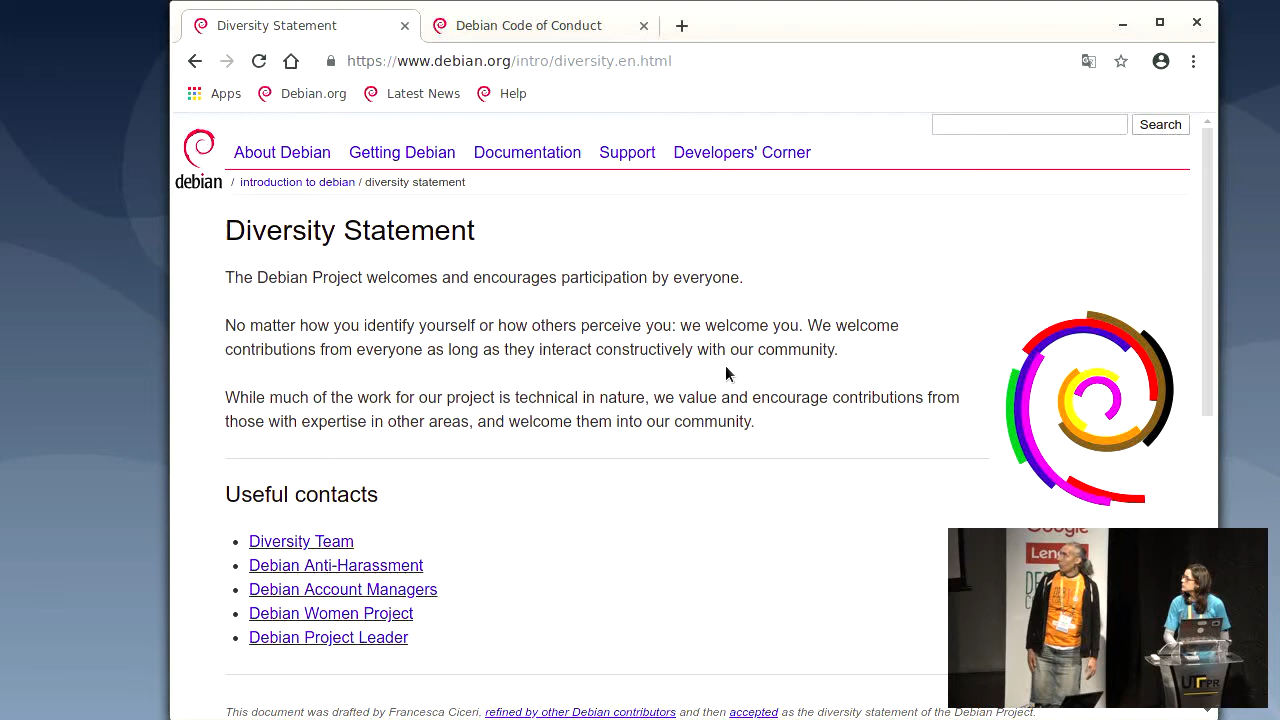 Diversity Statement
Debian Code of Conduct
https://www.debian.org/intro/diversity.en.html
Apps Debian.org Latest News Help
Search
debian
About Debian Getting Debian Documentation Support Developers' Corner
/ introduction to debian / diversity statement
Diversity Statement
The Debian Project welcomes and encourages participation by everyone.
No matter how you identify yourself or how others perceive you: we welcome you. We welcome
contributions from everyone as long as they interact constructively with our community.
While much of the work for our project is technical in nature, we value and encourage contributions from
those with expertise in other areas, and welcome them into our community.
Useful contacts
Diversity Team
Debian Anti-Harassment
Debian Account Managers
Debian Women Project
Debian Project Leader
This document was drafted by Francesca Ciceri, refined by other Debian contributors and then accepted as the diversity statement of the Debian Project.
Google